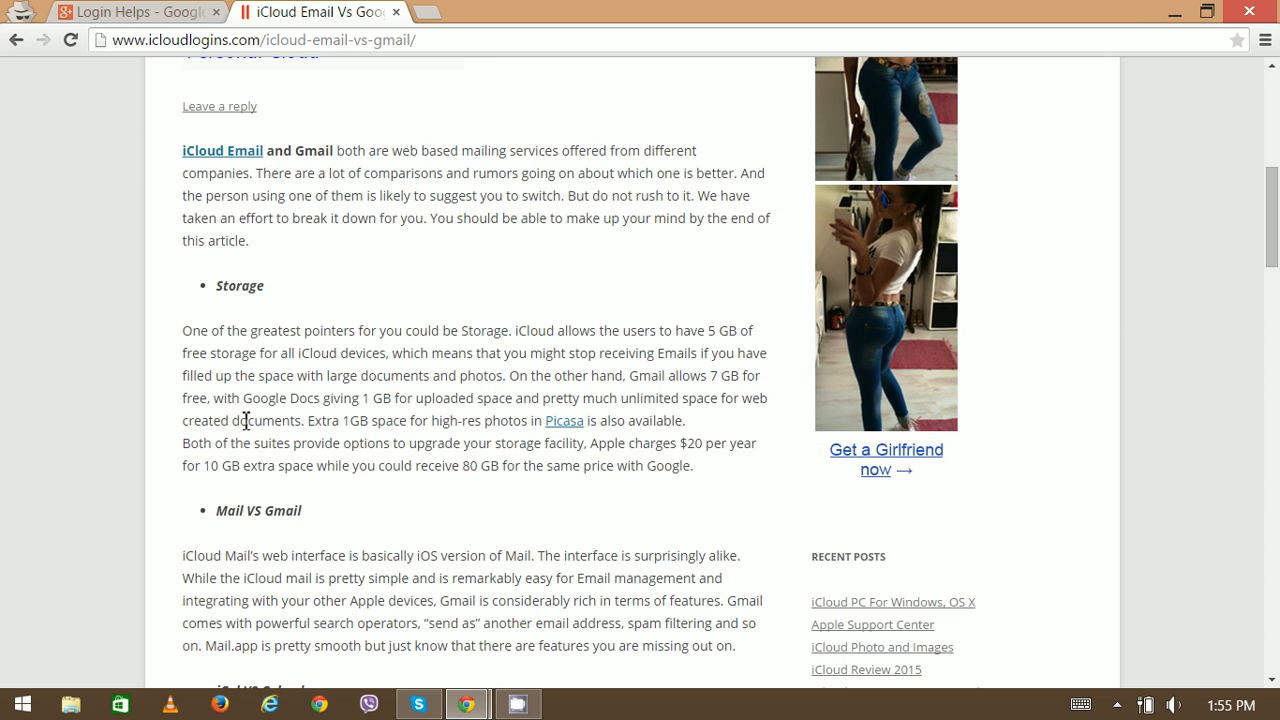 Login Helps - Google
iCloud Email Vs Goo
www.icloudlogins.com/icloud-email-vs-gmail/
Personal Cloud
Leave a reply
iCloud Email and Gmail both are web based mailing services offered from different
companies. There are a lot of comparisons and rumors going on about which one is better. And
the person using one of them is likely to suggest you to switch. But do not rush to it. We have
taken an effort to break it down for you. You should be able to make up your mind by the end of
this article.
• Storage
One of the greatest pointers for you could be Storage. iCloud allows the users to have 5 GB of
free storage for all iCloud devices, which means that you might stop receiving Emails if you have
filled up the space with large documents and photos. On the other hand, Gmail allows 7 GB for
free, with Google Docs giving 1 GB for uploaded space and pretty much unlimited space for web
created documents. Extra 1GB space for high-res photos in Picasa is also available.
Both of the suites provide options to upgrade your storage facility, Apple charges $20 per year
for 10 GB extra space while you could receive 80 GB for the same price with Google.
• Mail VS Gmail
iCloud Mail’s web interface is basically iOS version of Mail. The interface is surprisingly alike.
While the iCloud mail is pretty simple and is remarkably easy for Email management and
integrating with your other Apple devices, Gmail is considerably rich in terms of features. Gmail
comes with powerful search operators, “send as” another email address, spam filtering and so
on. Mail.app is pretty smooth but just know that there are features you are missing out on.
Get a Girlfriend
now →
RECENT POSTS
iCloud PC For Windows, OS X
Apple Support Center
iCloud Photo and Images
iCloud Review 2015
1:55 PM